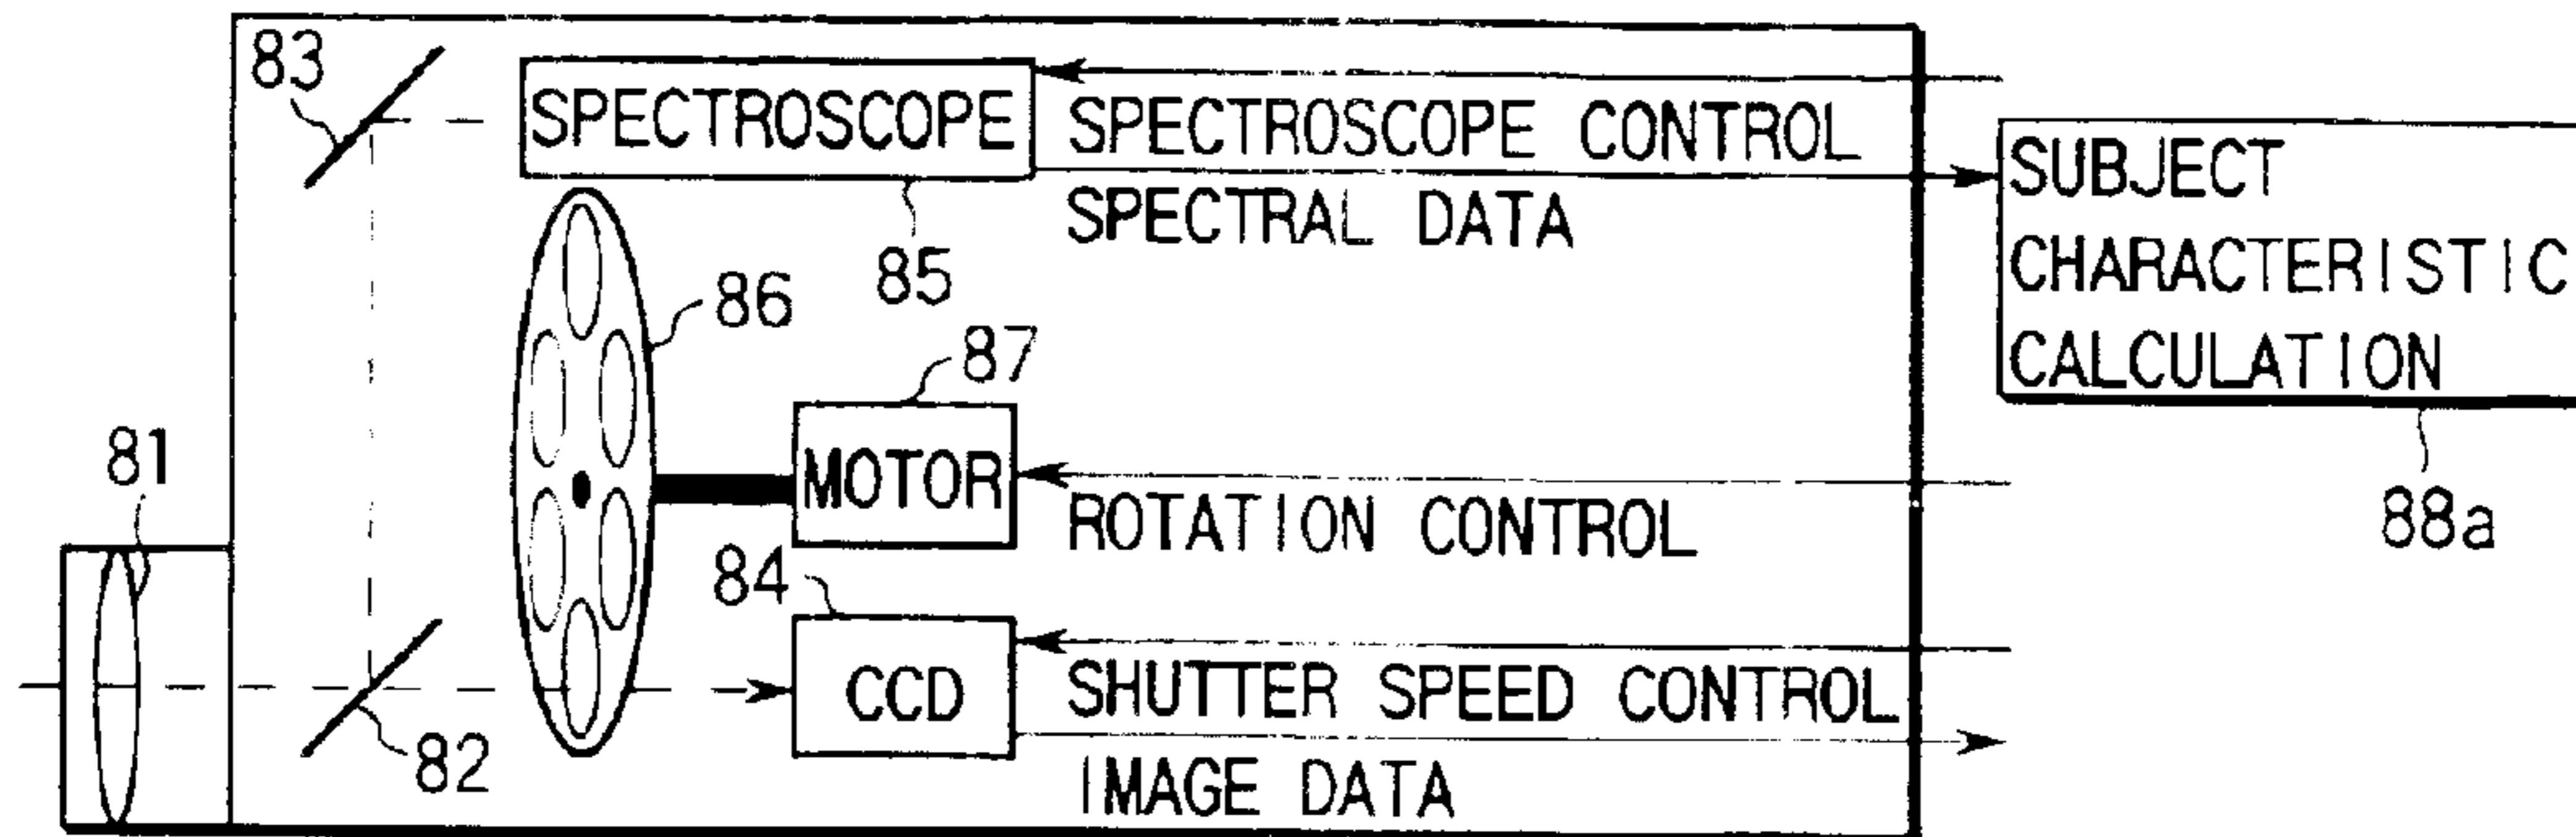 83
SPECTROSCOPE
SPECTROSCOPE CONTROL
SPECTRAL DATA
85
SUBJECT
CHARACTERISTIC
CALCULATION
88a
86
87
MOTOR
ROTATION CONTROL
81
84
CCD
SHUTTER SPEED CONTROL
IMAGE DATA
82